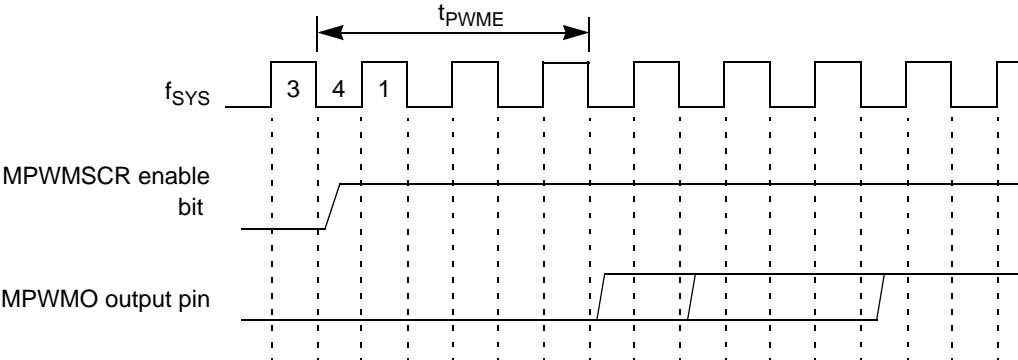 tPWME
fSYS
3 4 1
MPWMSCR enable
bit
MPWMO output pin